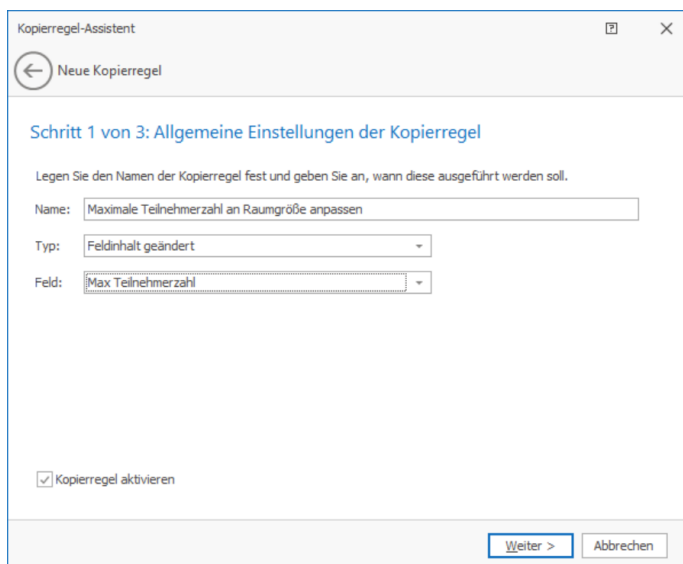 Kopierregel-Assistent
Neue Kopierregel
Schritt 1 von 3: Allgemeine Einstellungen der Kopierregel
Legen Sie den Namen der Kopierregel fest und geben Sie an, wann diese ausgeführt werden soll.
Name: Maximale Teilnehmerzahl an Raumgröße anpassen
Typ: Feldinhalt geändert
Feld: Max Teilnehmerzahl
Kopierregel aktivieren
Weiter > Abbrechen